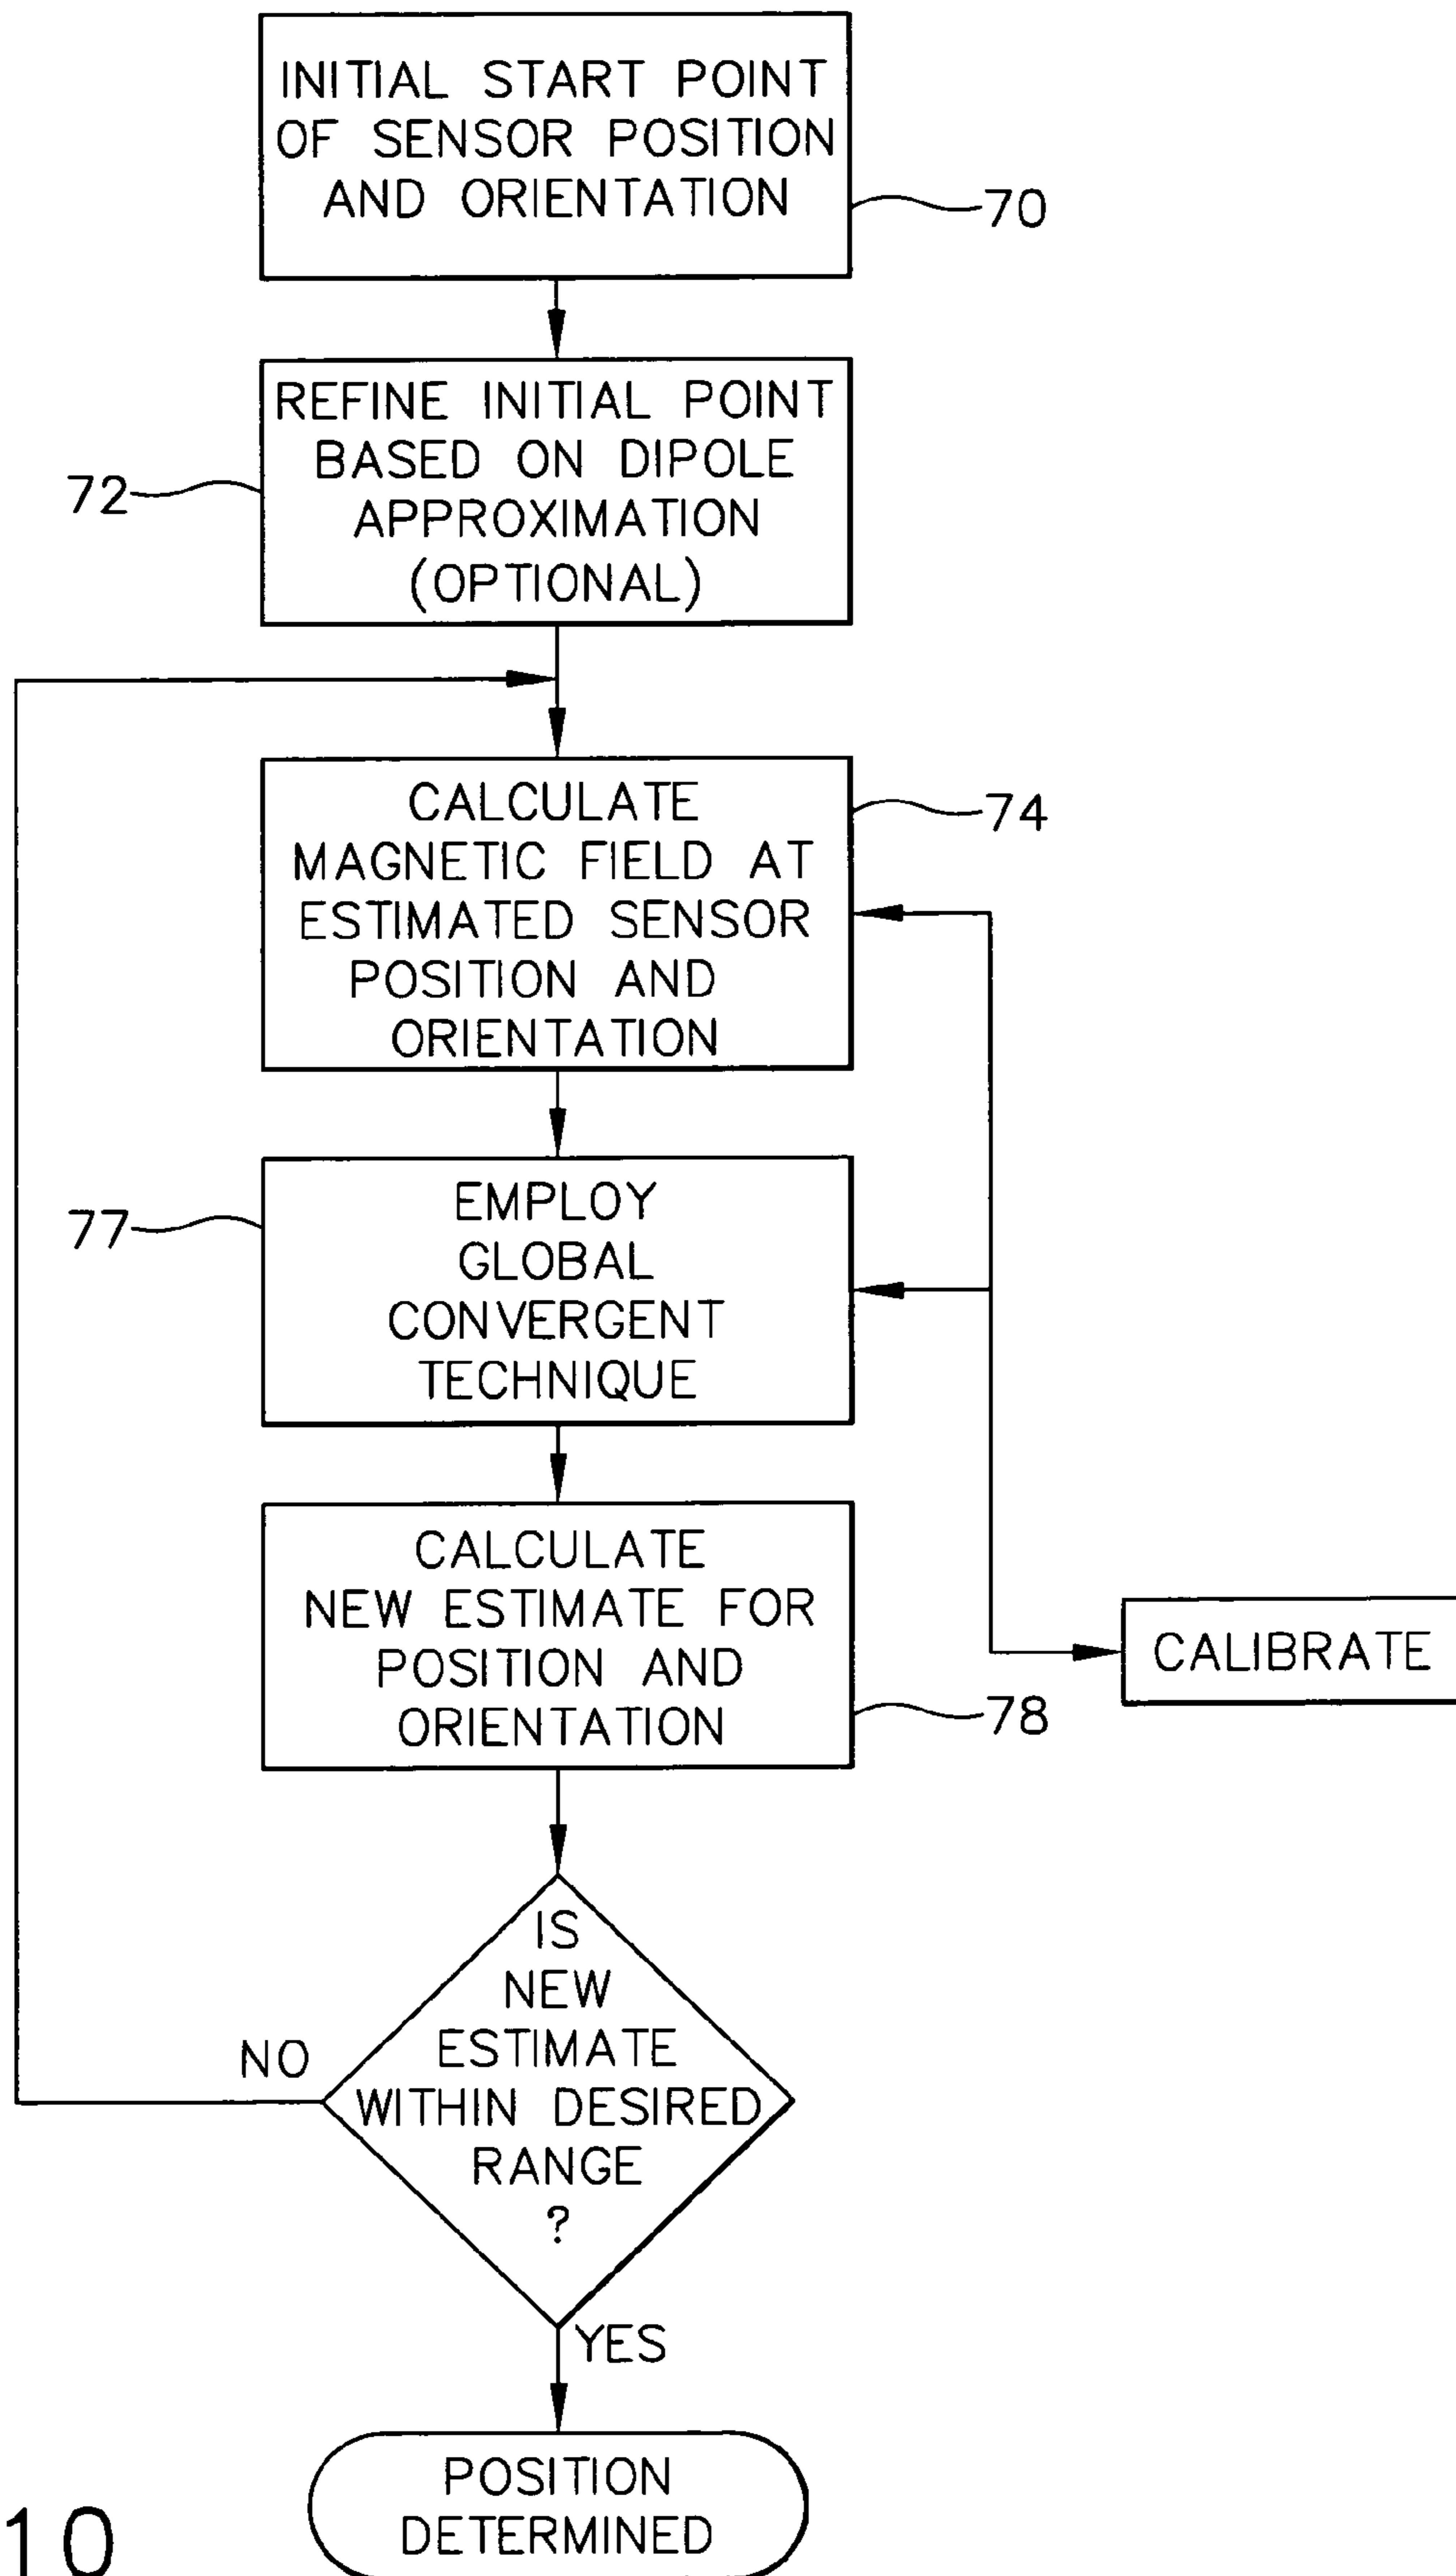 INITIAL START POINT
OF SENSOR POSITION
AND ORIENTATION
70
REFINE INITIAL POINT
BASED ON DIPOLE
APPROXIMATION
(OPTIONAL)
72
CALCULATE
MAGNETIC FIELD AT
ESTIMATED SENSOR
POSITION AND
ORIENTATION
74
EMPLOY
GLOBAL
CONVERGENT
TECHNIQUE
77
CALCULATE
NEW ESTIMATE FOR
POSITION AND
ORIENTATION
78
CALIBRATE
IS
NEW
ESTIMATE
WITHIN DESIRED
RANGE
?
NO
YES
POSITION
DETERMINED
10